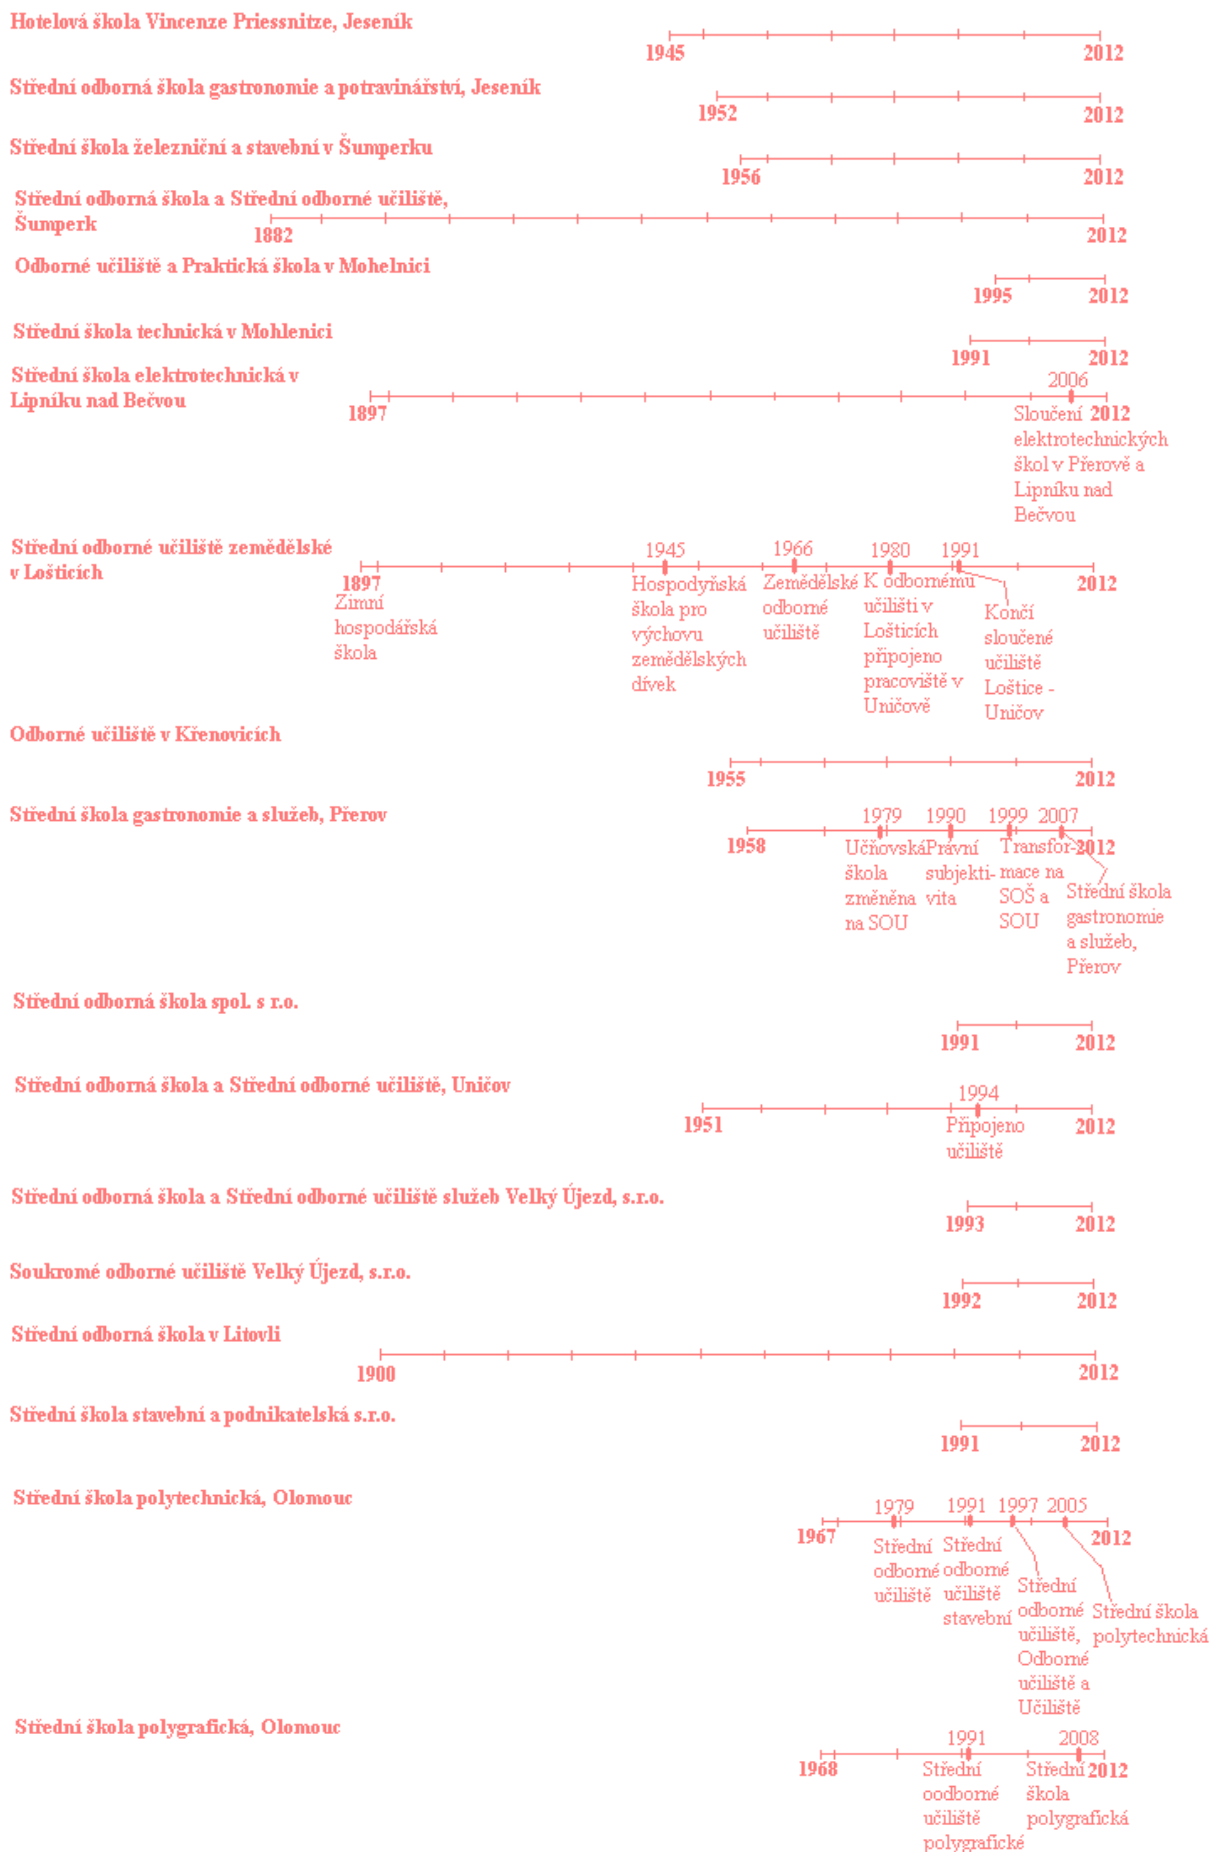 Hotelová škola Vincenze Priessnitze, Jeseník
1945 2012
Střední odborná škola gastronomie a potravinářství, Jeseník
1952 2012
Střední škola železniční a stavební v Šumperku
1956 2012
Střední odborná škola a Střední odborné učiliště,
Šumperk
1882 2012
Odborné učiliště a Praktická škola v Mohelnici
1995 2012
Střední škola technická v Mohlenici
1991 2012
Střední škola elektrotechnická v
Lipníku nad Bečvou
2006
1897 2012
Sloučení
elektrotechnických
škol v Přerově a
Lipníku nad
Bečvou
Střední odborné učiliště zemědělské
v Lošticích
1945 1966 1980 1991
1897 2012
Zimní
hospodářská
škola
Hospodyňská
škola pro
výchovu
zemědělských
dívek
Zemědělské
odborné
učiliště
K odbornému
učilišti v
Lošticích
připojeno
pracoviště v
Uničově
Končí
sloučené
učiliště
Loštice -
Uničov
Odborné učiliště v Křenovicích
1955 2012
Střední škola gastronomie a služeb, Přerov
1979 1990 1999 2007
1958 2012
Učňovská
škola
změněna
na SOU
Právní
subjekti-
vita
Transfor-
mace na
SOŠ a
SOU
Střední škola
gastronomie
a služeb,
Přerov
Střední odborná škola spol. s r.o.
1991 2012
Střední odborná škola a Střední odborné učiliště, Uničov
1994
1951 2012
Připojeno
učiliště
Střední odborná škola a Střední odborné učiliště služeb Velký Újezd, s.r.o.
1993 2012
Soukromé odborné učiliště Velký Újezd, s.r.o.
1992 2012
Střední odborná škola v Litovli
1900 2012
Střední škola stavební a podnikatelská s.r.o.
1991 2012
Střední škola polytechnická, Olomouc
1979 1991 1997 2005
1967 2012
Střední
odborné
učiliště
Střední
odborné
učiliště
stavební
Střední
odborné
učiliště,
Odborné
učiliště a
Učiliště
Střední škola
polytechnická
Střední škola polygrafická, Olomouc
1991 2008
1968 2012
Střední
oodborné
učiliště
polygrafické
Střední
škola
polygrafická